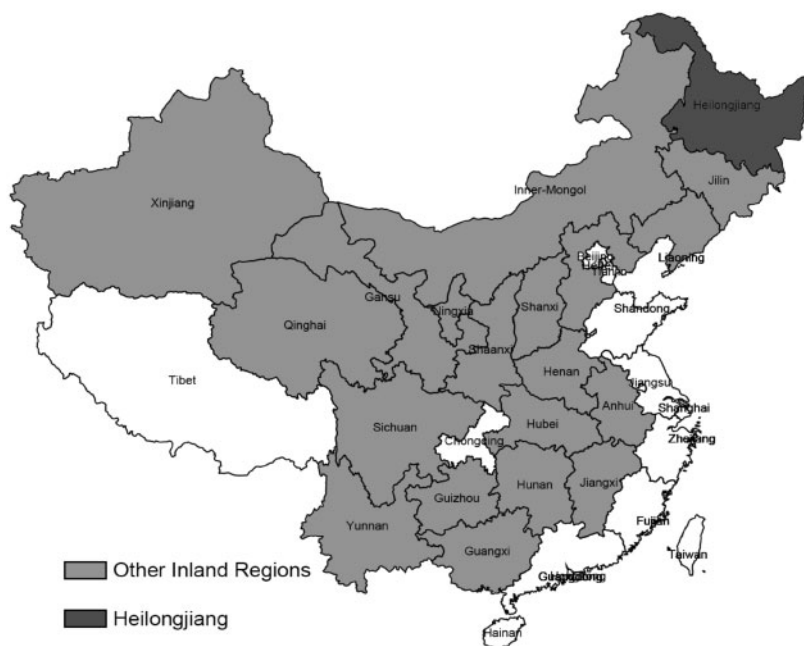 Heilongjiang
Jilin
Inner-Mongol
Xinjiang
Beijing
Liaoning
Gansu
Ningxia
Shanxi
Shandong
Qinghai
Shaanxi
Henan
Tibet
Jiangsu
Anhui
Shanghai
Sichuan
Hubei
Chongqing
Zhejiang
Hunan
Jiangxi
Guizhou
Yunnan
Fujian
Guangxi
Taiwan
Other Inland Regions
Heilongjiang
Hainan